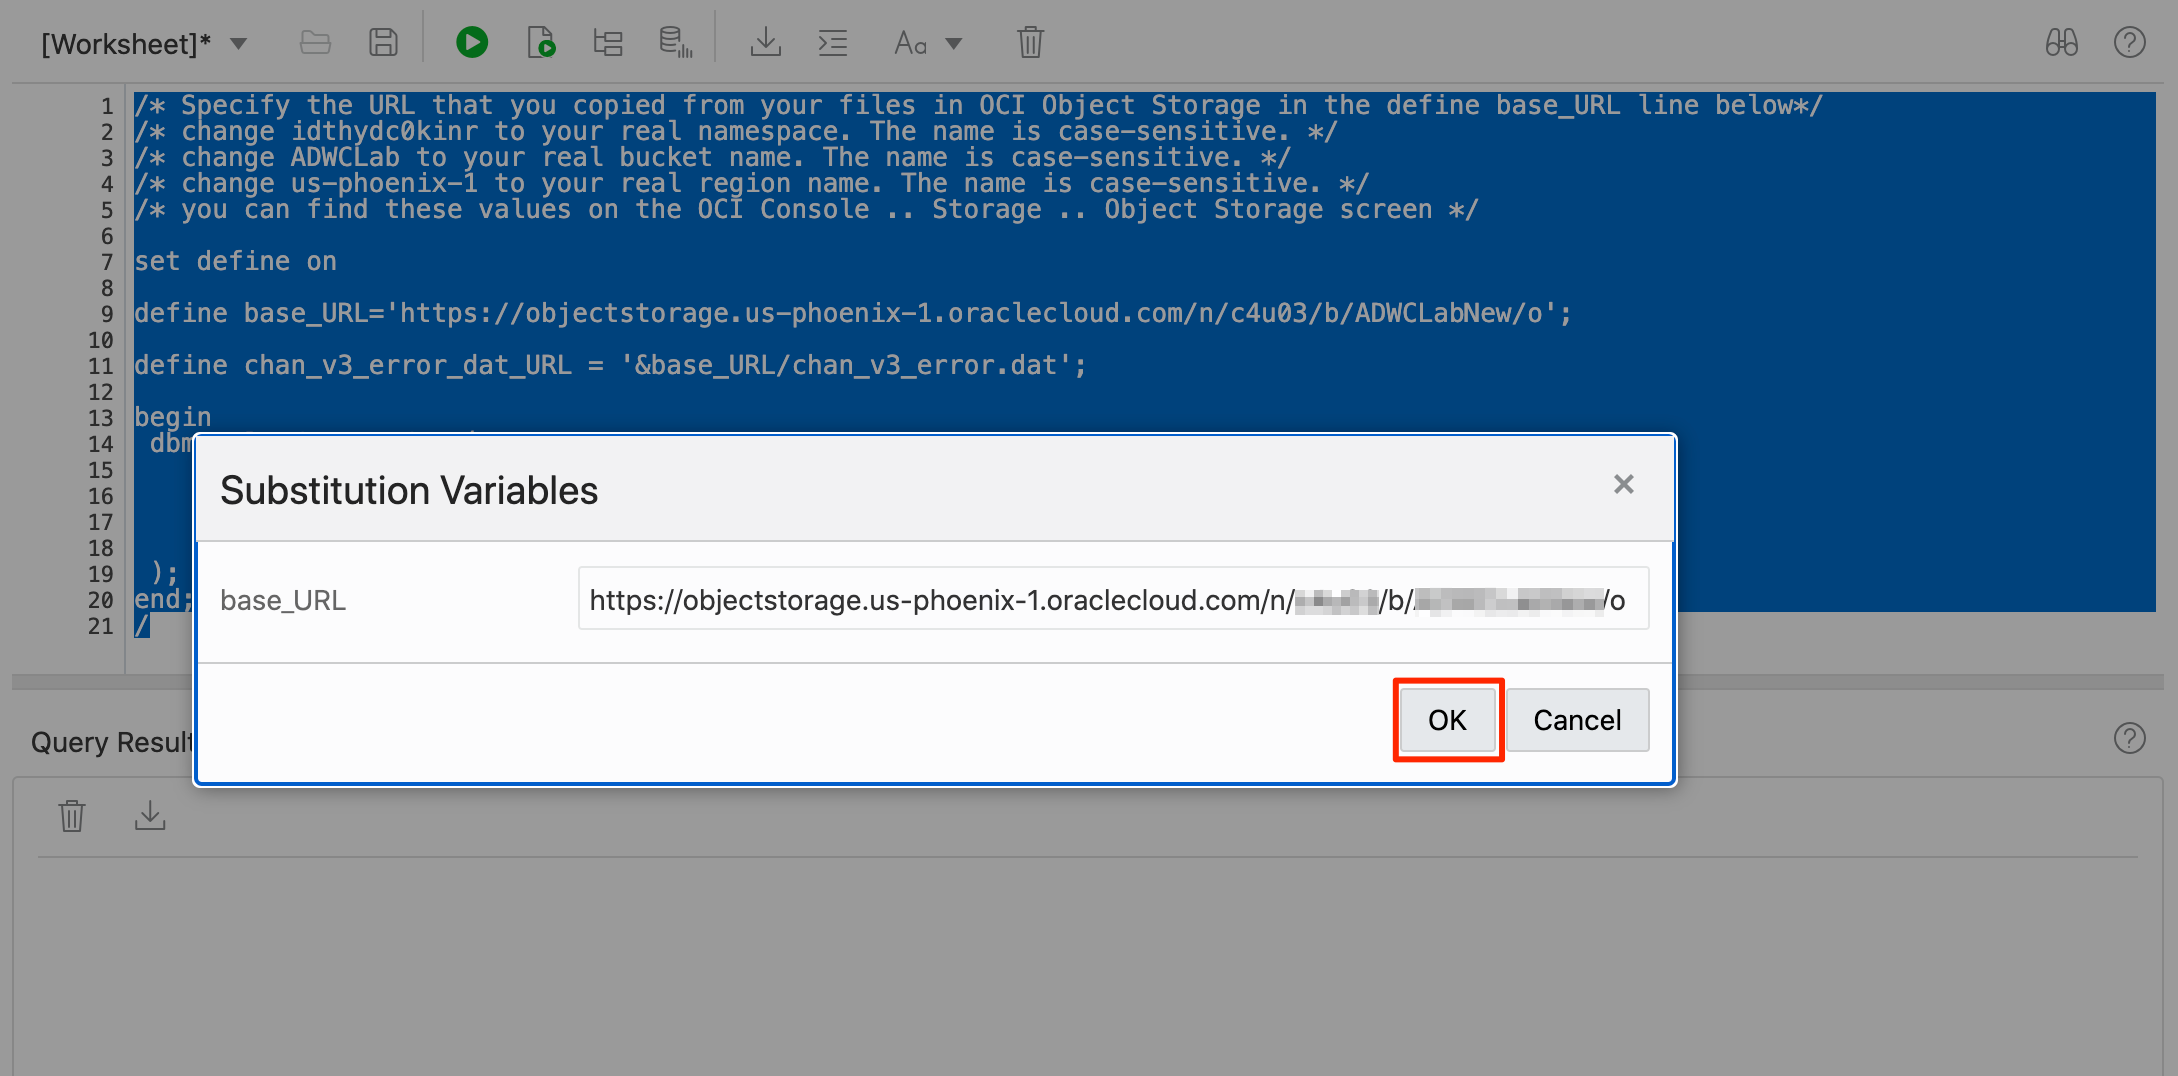 [Worksheet]*
Aa
1 /* Specify the URL that you copied from your files in OCI Object Storage in the define base_URL line below*/
2 /* change idthydc0kinr to your real namespace. The name is case-sensitive. */
3 /* change ADWCLab to your real bucket name. The name is case-sensitive. */
4 /* change us-phoenix-1 to your real region name. The name is case-sensitive. */
5 /* you can find these values on the OCI Console .. Storage .. Object Storage screen */
6
7 set define on
8
9 define base_URL='https://objectstorage.us-phoenix-1.oraclecloud.com/n/c4u03/b/ADWCLabNew/o';
10
11 define chan_v3_error_dat_URL = '&base_URL/chan_v3_error.dat';
12
13 begin
14 dbm
15
16
17
18
19 );
20 end;
21 /
Substitution Variables
base_URL
https://objectstorage.us-phoenix-1.oraclecloud.com/n/ /b/ /o
OK
Cancel
Query Result